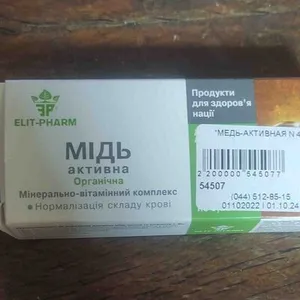 ELIT-PHARM
МІДЬ
активна
Органічна
Мінерально-вітамінний комплекс
Нормалізація складу крові
Продукти
для здоров'я
нації
"МЕДЬ-АКТИВНАЯ N4
2 200000 545077
54507
(044) 512-85-15
01102022 І 01.10.24